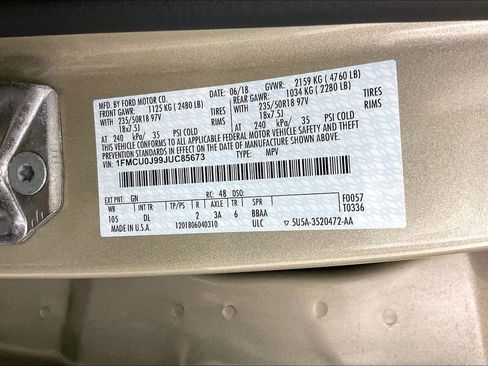 MFD. BY FORD MOTOR CO.
DATE: 06/18 GVWR: 2159 KG ( 4760 LB)
FRONT GAWR: 1125 KG ( 2480 LB) REAR GAWR: 1034 KG ( 2280 LB)
WITH 235/50R18 97V TIRES WITH 235/50R18 97V TIRES
18x7.5J RIMS 18x7.5J RIMS
AT 240 kPa/ 35 PSI COLD AT 240 kPa/ 35 PSI COLD
THIS VEHICLE CONFORMS TO ALL APPLICABLE FEDERAL MOTOR VEHICLE SAFETY AND THEFT
PREVENTION STANDARDS IN EFFECT ON THE DATE OF MANUFACTURE SHOWN ABOVE.
VIN: 1FMCU0J99JUC85673 TYPE: MPV
EXT PNT: GN RC: 48 DSO: F0057
WB INT TR TP/PS R AXLE TR SPR T0336
105 DL 2 3A 6 BBAA
MADE IN U.S.A. 1201806040310 ULC 5U5A-3520472-AA